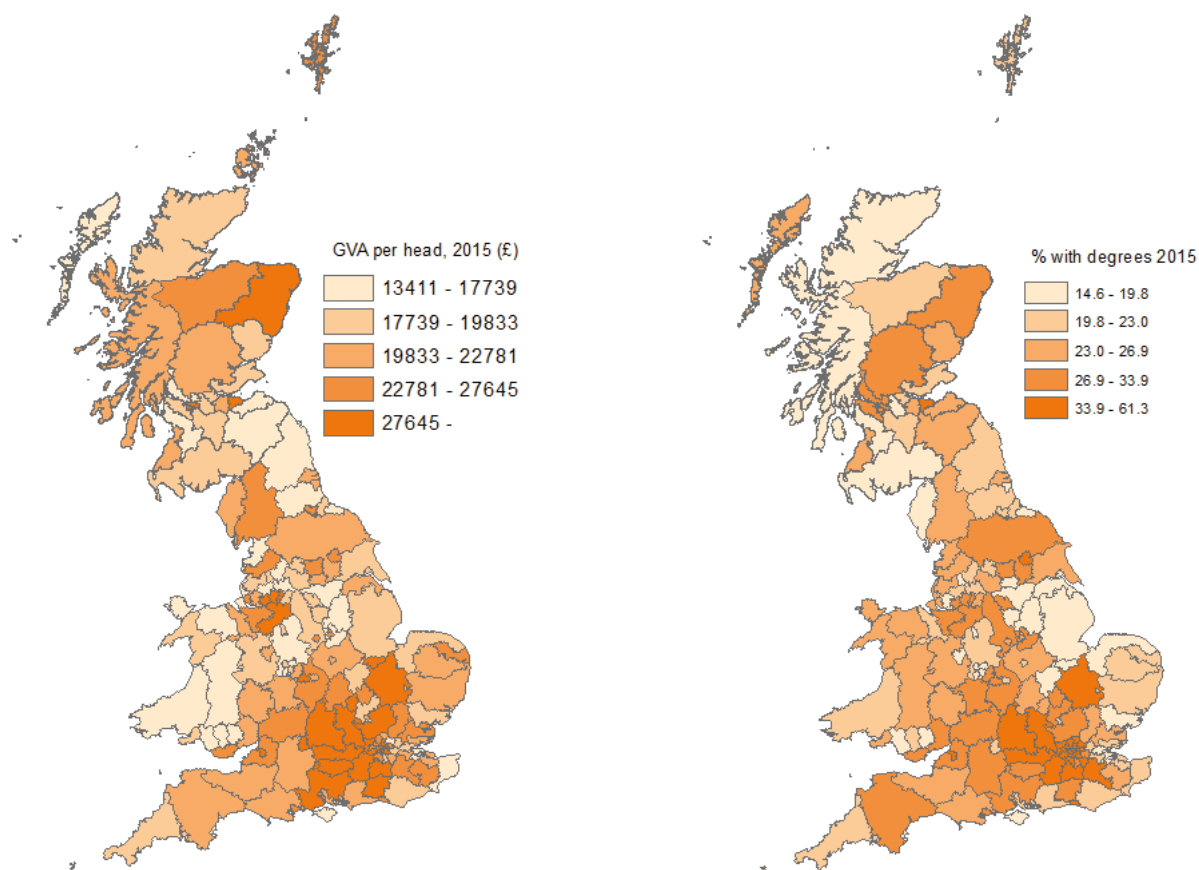 GVA per head, 2015 (£)
13411 - 17739
17739 - 19833
19833 - 22781
22781 - 27645
27645 -
% with degrees 2015
14.6 - 19.8
19.8 - 23.0
23.0 - 26.9
26.9 - 33.9
33.9 - 61.3